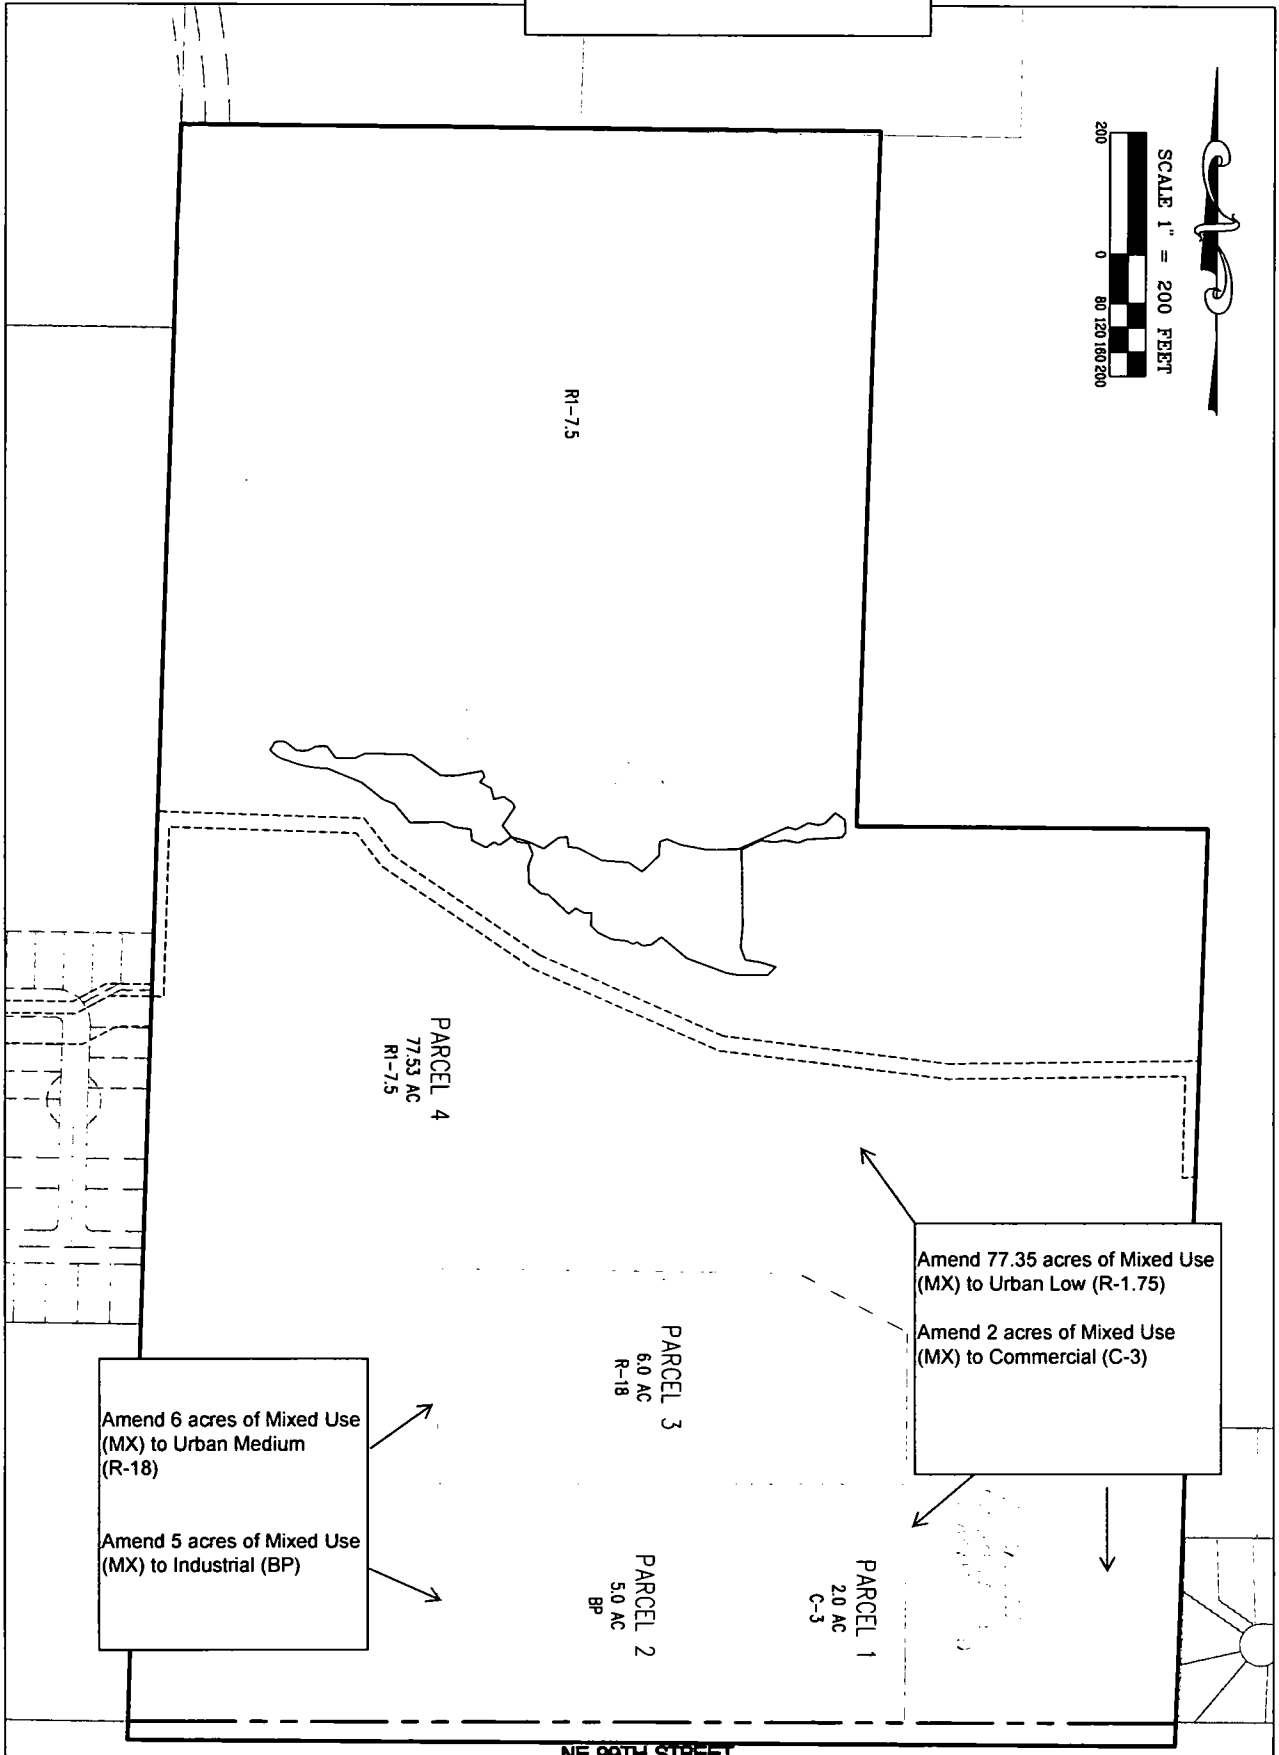 SCALE 1" = 200 FEET
200 0 80 120 160 200
R1-7.5
PARCEL 4
77.53 AC
R1-7.5
Amend 77.35 acres of Mixed Use
(MX) to Urban Low (R-1.75)
Amend 2 acres of Mixed Use
(MX) to Commercial (C-3)
PARCEL 3
6.0 AC
R-18
Amend 6 acres of Mixed Use
(MX) to Urban Medium
(R-18)
Amend 5 acres of Mixed Use
(MX) to Industrial (BP)
PARCEL 2
5.0 AC
BP
PARCEL 1
2.0 AC
C-3
NE 99TH STREET